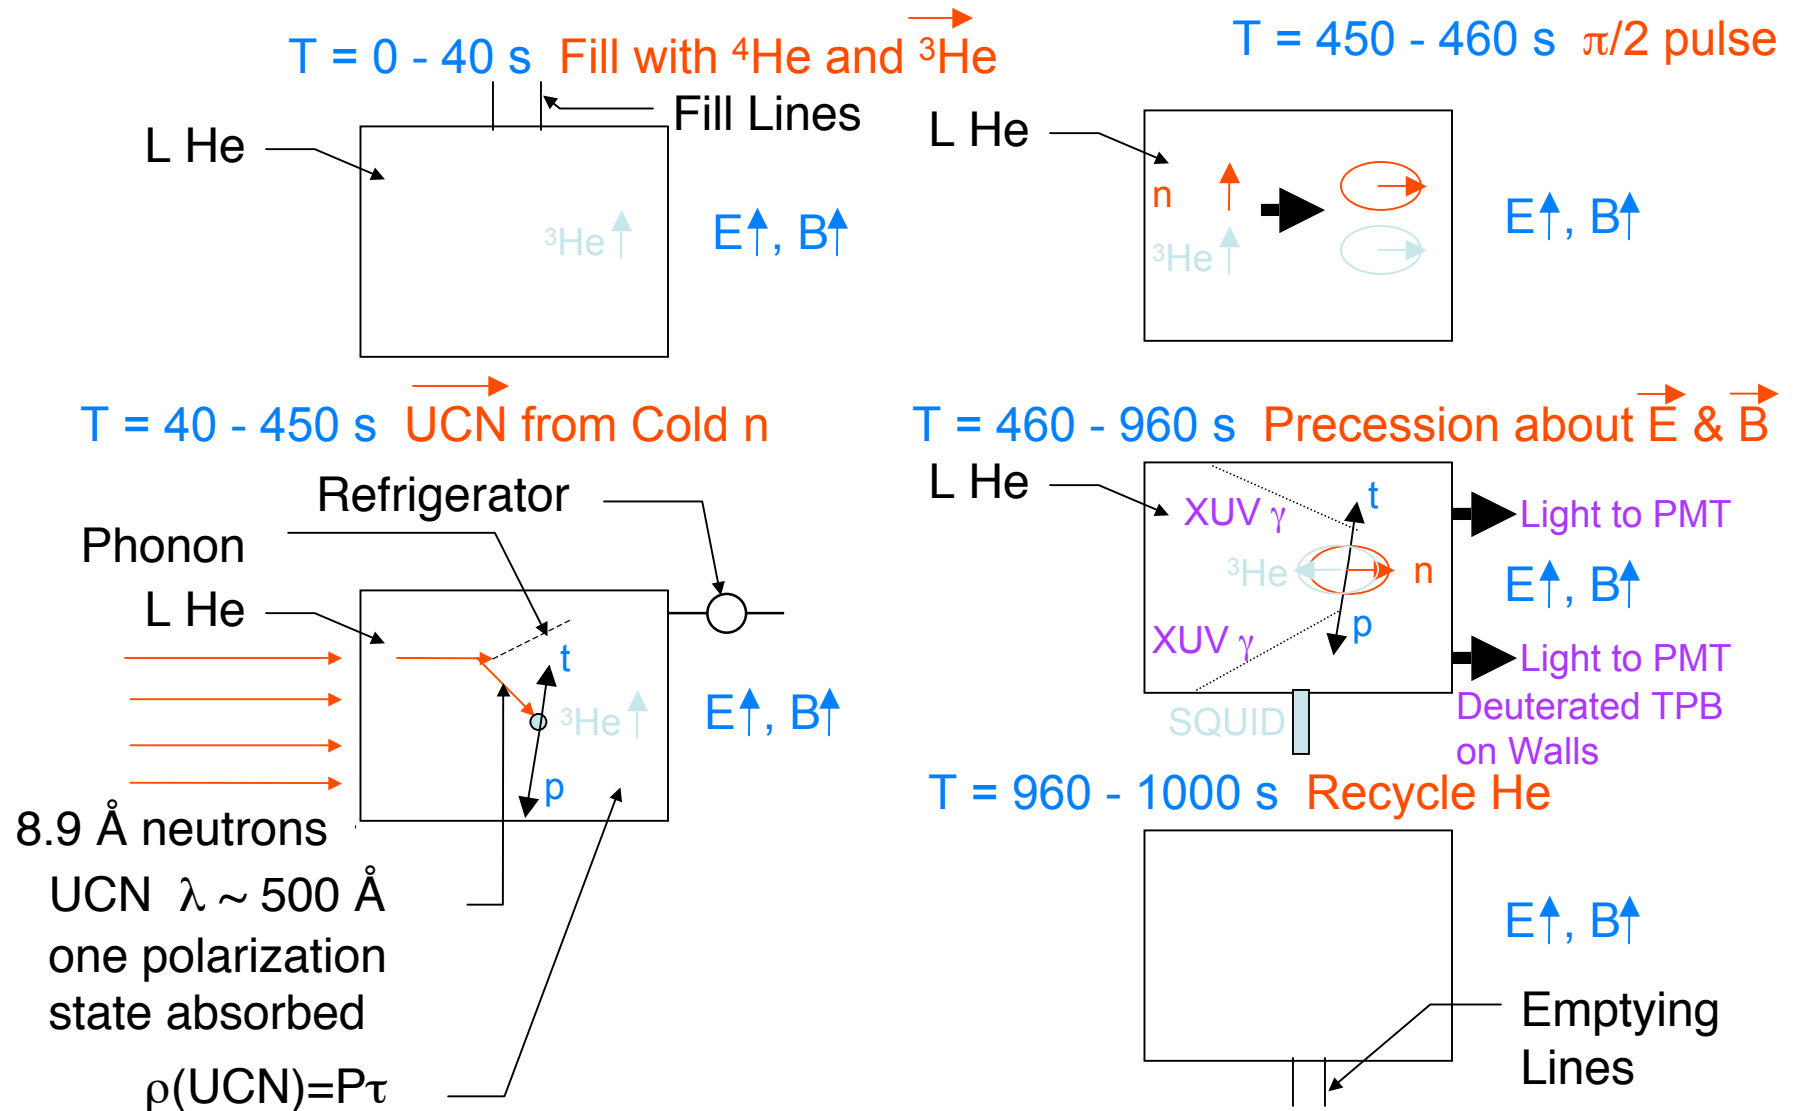 T = 0 - 40 s Fill with ⁴He and ³He
Fill Lines
L He
³He
E, B
T = 40 - 450 s UCN from Cold n
Refrigerator
Phonon
L He
t
³He
p
E, B
8.9 Å neutrons
UCN λ ~ 500 Å
one polarization
state absorbed
ρ(UCN)=Pτ
T = 450 - 460 s π/2 pulse
L He
n
³He
E, B
T = 460 - 960 s Precession about E & B
L He
XUV γ
t
Light to PMT
³He
n
E, B
XUV γ
p
Light to PMT
SQUID
Deuterated TPB
on Walls
T = 960 - 1000 s Recycle He
E, B
Emptying
Lines